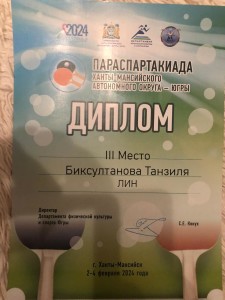 2024
ПАРАСПАРТАКИАДА
ХАНТЫ-МАНСИЙСКОГО
АВТОНОМНОГО ОКРУГА – ЮГРЫ
ДИПЛОМ
III Место
Биксултанова Танзиля
ЛИН
Директор
Департамента физической культуры
и спорта Югры
г. Ханты-Мансийск
2-4 февраля 2024 года